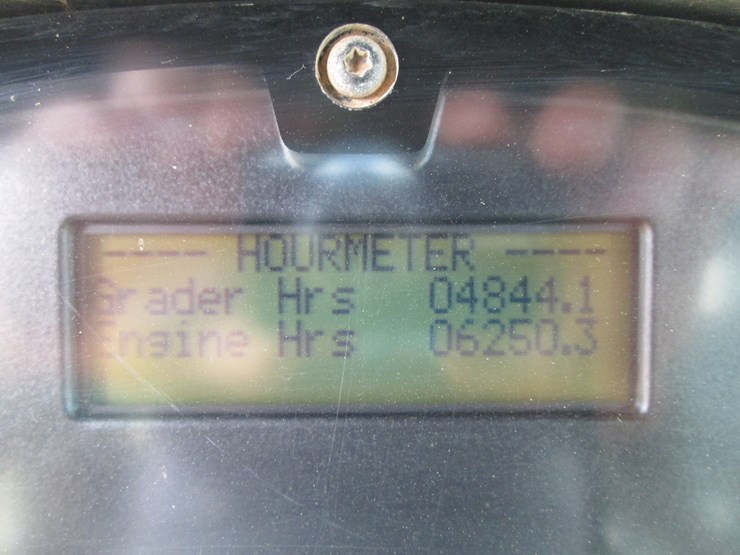 ---- HOURMETER ----
Grader Hrs 04844.1
Engine Hrs 06250.3